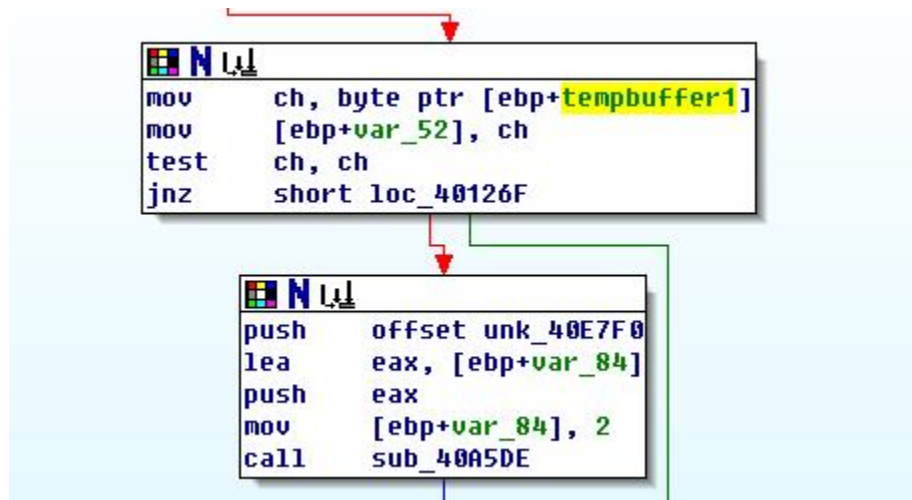 mov ch, byte ptr [ebp+tempbuffer1]
mov [ebp+var_52], ch
test ch, ch
jnz short loc_40126F
push offset unk_40E7F0
lea eax, [ebp+var_84]
push eax
mov [ebp+var_84], 2
call sub_40A5DE